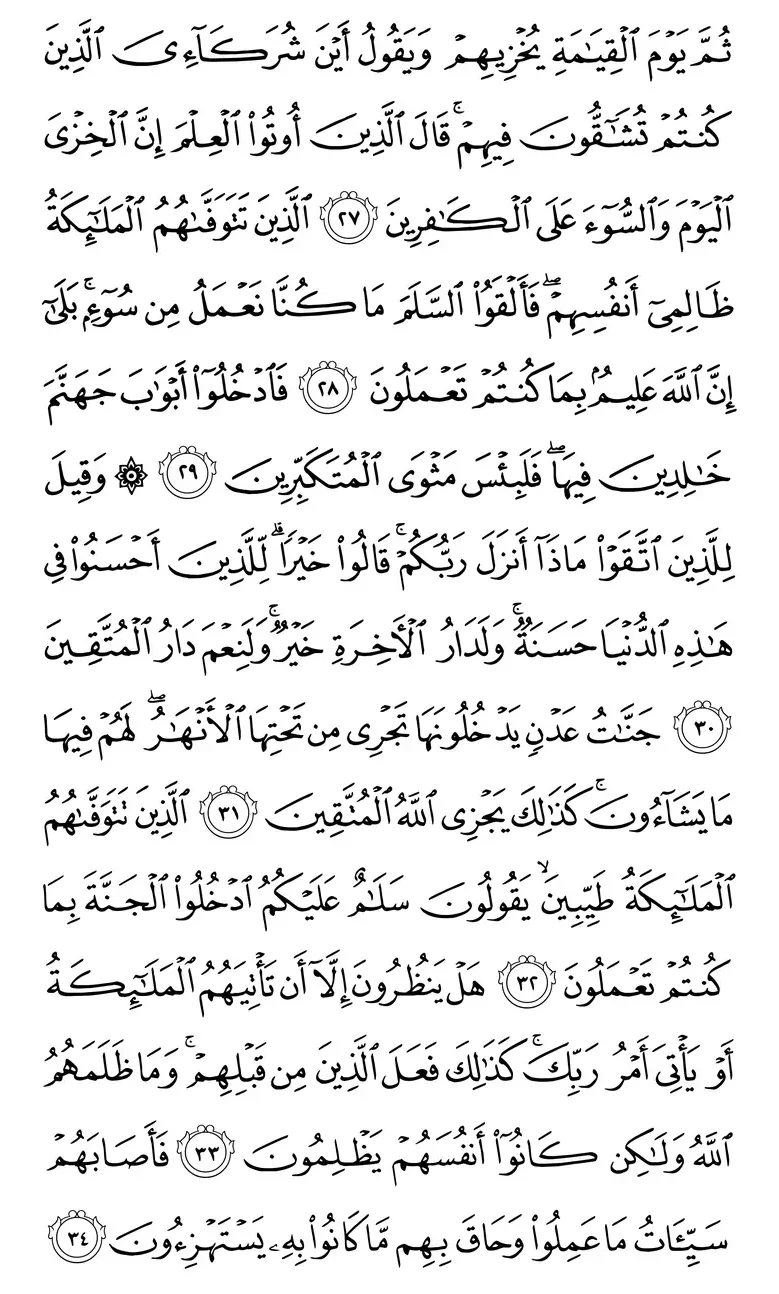 ثُمَّ يَوۡمَ ٱلۡقِيَٰمَةِ يُخۡزِيهِمۡ وَيَقُولُ أَيۡنَ شُرَكَآءِيَ ٱلَّذِينَ
كُنتُمۡ تُشَٰٓقُّونَ فِيهِمۡۚ قَالَ ٱلَّذِينَ أُوتُواْ ٱلۡعِلۡمَ إِنَّ ٱلۡخِزۡيَ
ٱلۡيَوۡمَ وَٱلسُّوٓءَ عَلَى ٱلۡكَٰفِرِينَ ٢٧ ٱلَّذِينَ تَتَوَفَّىٰهُمُ ٱلۡمَلَٰٓئِكَةُ
ظَالِمِيٓ أَنفُسِهِمۡۖ فَأَلۡقَوُاْ ٱلسَّلَمَ مَا كُنَّا نَعۡمَلُ مِن سُوٓءِۭۚ بَلَىٰٓ
إِنَّ ٱللَّهَ عَلِيمُۢ بِمَا كُنتُمۡ تَعۡمَلُونَ ٢٨ فَٱدۡخُلُوٓاْ أَبۡوَٰبَ جَهَنَّمَ
خَٰلِدِينَ فِيهَاۖ فَلَبِئۡسَ مَثۡوَى ٱلۡمُتَكَبِّرِينَ ٢٩ ۞ وَقِيلَ
لِلَّذِينَ ٱتَّقَوۡاْ مَاذَآ أَنزَلَ رَبُّكُمۡۚ قَالُواْ خَيۡرٗاۗ لِّلَّذِينَ أَحۡسَنُواْ فِي
هَٰذِهِ ٱلدُّنۡيَا حَسَنَةٞۚ وَلَدَارُ ٱلۡأٓخِرَةِ خَيۡرٞۚ وَلَنِعۡمَ دَارُ ٱلۡمُتَّقِينَ
٣٠ جَنَّٰتُ عَدۡنٖ يَدۡخُلُونَهَا تَجۡرِي مِن تَحۡتِهَا ٱلۡأَنۡهَٰرُۖ لَهُمۡ فِيهَا
مَا يَشَآءُونَۚ كَذَٰلِكَ يَجۡزِي ٱللَّهُ ٱلۡمُتَّقِينَ ٣١ ٱلَّذِينَ تَتَوَفَّىٰهُمُ
ٱلۡمَلَٰٓئِكَةُ طَيِّبِينَۙ يَقُولُونَ سَلَٰمٌ عَلَيۡكُمُ ٱدۡخُلُواْ ٱلۡجَنَّةَ بِمَا
كُنتُمۡ تَعۡمَلُونَ ٣٢ هَلۡ يَنظُرُونَ إِلَّآ أَن تَأۡتِيَهُمُ ٱلۡمَلَٰٓئِكَةُ
أَوۡ يَأۡتِيَ أَمۡرُ رَبِّكَۚ كَذَٰلِكَ فَعَلَ ٱلَّذِينَ مِن قَبۡلِهِمۡۚ وَمَا ظَلَمَهُمُ
ٱللَّهُ وَلَٰكِن كَانُوٓاْ أَنفُسَهُمۡ يَظۡلِمُونَ ٣٣ فَأَصَابَهُمۡ
سَيِّـَٔاتُ مَا عَمِلُواْ وَحَاقَ بِهِم مَّا كَانُواْ بِهِۦ يَسۡتَهۡزِءُونَ ٣٤